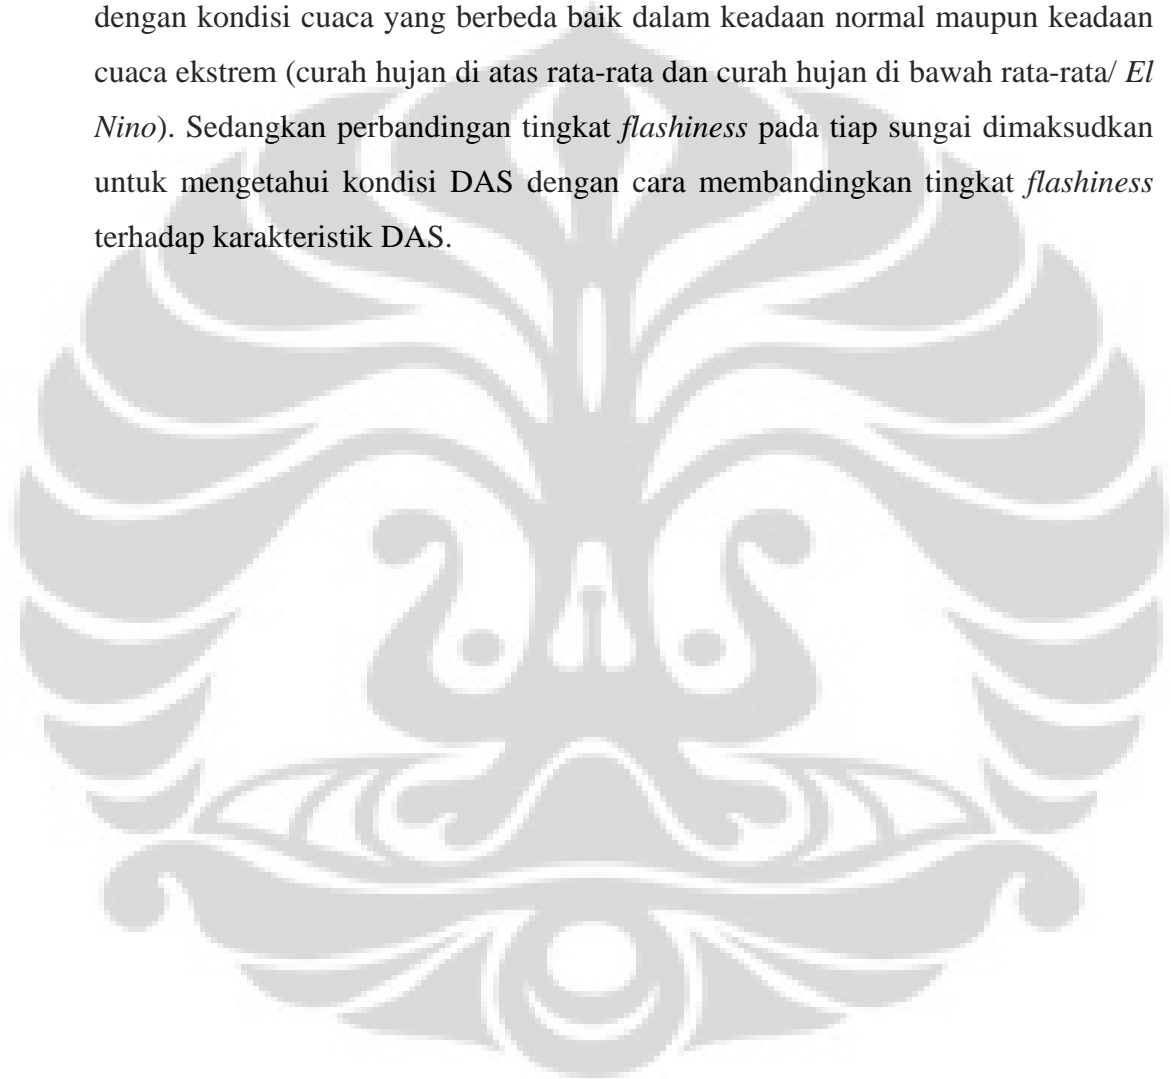 dengan kondisi cuaca yang berbeda baik dalam keadaan normal maupun keadaan
cuaca ekstrem (curah hujan di atas rata-rata dan curah hujan di bawah rata-rata/ El
Nino). Sedangkan perbandingan tingkat flashiness pada tiap sungai dimaksudkan
untuk mengetahui kondisi DAS dengan cara membandingkan tingkat flashiness
terhadap karakteristik DAS.